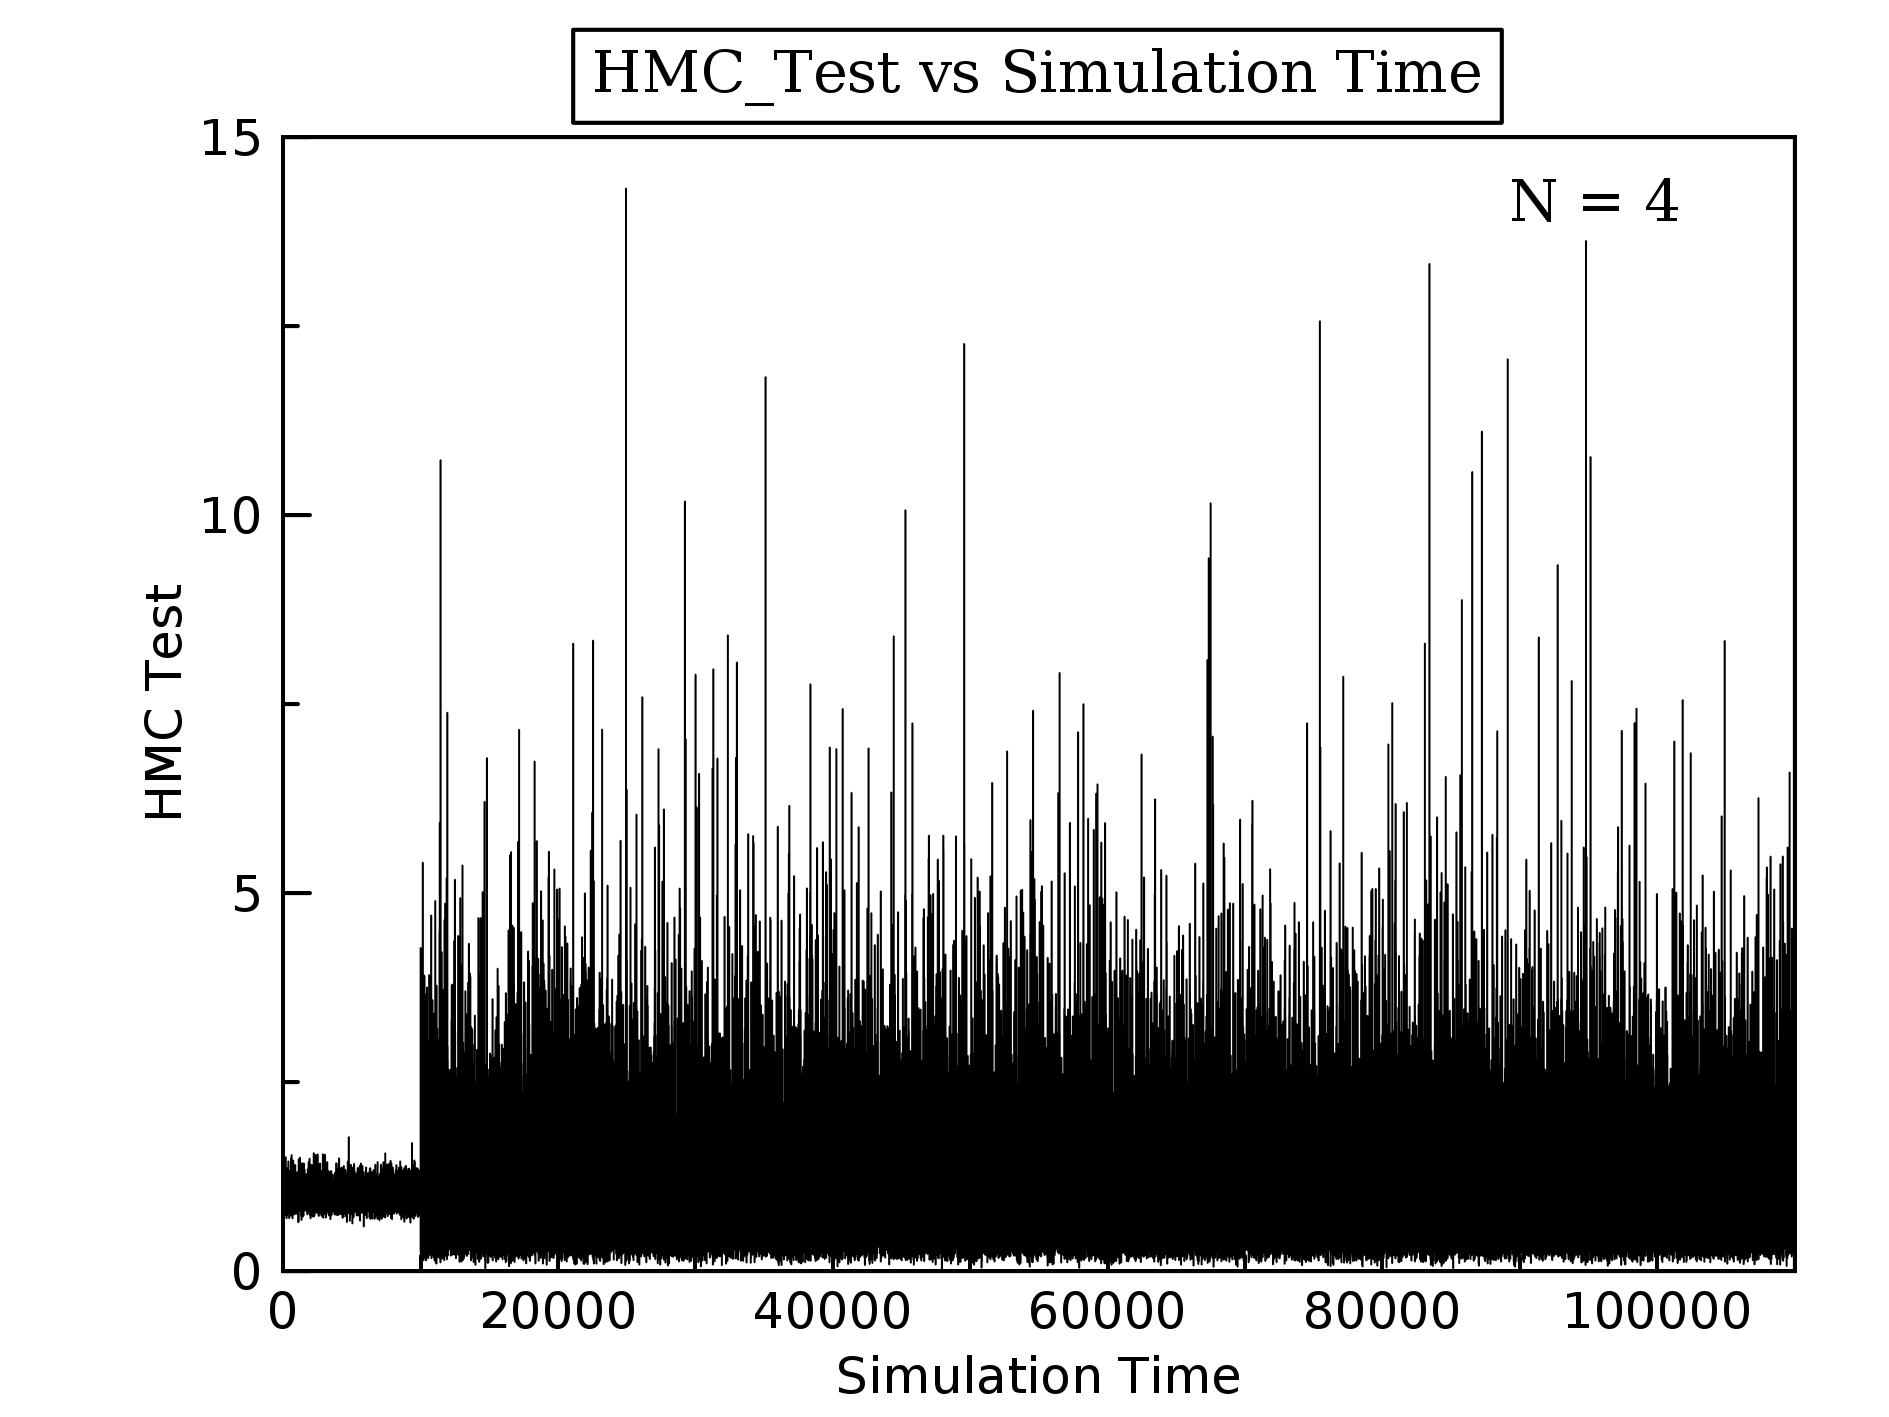 HMC_Test vs Simulation Time
N = 4
15
10
5
0
HMC Test
0 20000 40000 60000 80000 100000
Simulation Time